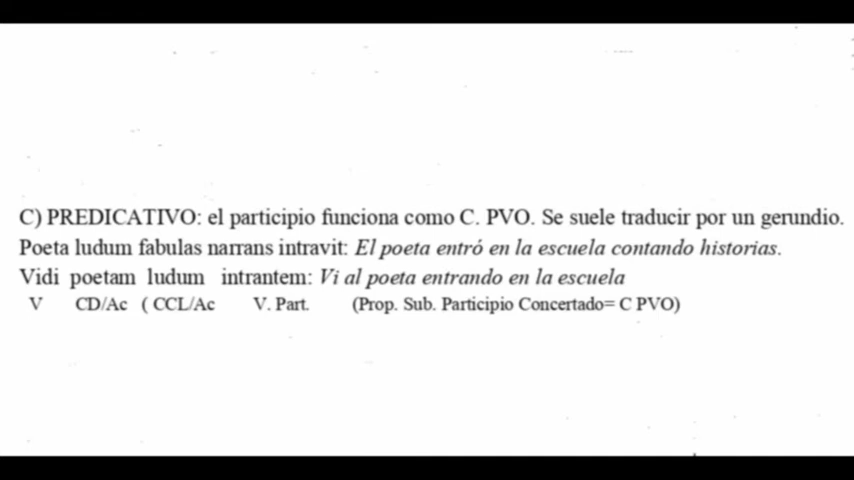 C) PREDICATIVO: el participio funciona como C. PVO. Se suele traducir por un gerundio.
Poeta ludum fabulas narrans intravit: El poeta entró en la escuela contando historias.
Vidi poetam ludum intrantem: Vi al poeta entrando en la escuela
V CD/Ac ( CCL/Ac V. Part. (Prop. Sub. Participio Concertado= C PVO)